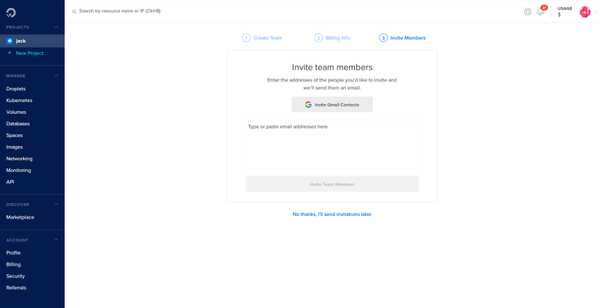 PROJECTS
jack
+ New Project
MANAGE
Droplets
Kubernetes
Volumes
Databases
Spaces
Images
Networking
Monitoring
API
DISCOVER
Marketplace
ACCOUNT
Profile
Billing
Security
Referrals
Search by resource name or IP (Ctrl+B)
USAGE
$
1 Create Team
2 Billing Info
3 Invite Members
Invite team members
Enter the addresses of the people you'd like to invite and
we'll send them an email.
Invite Gmail Contacts
Type or paste email addresses here
Invite Team Members
No thanks, I'll send invitations later